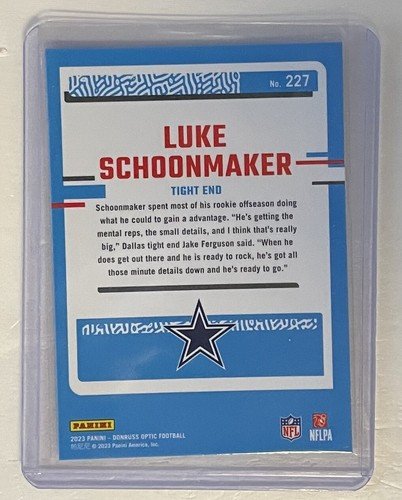 No. 227
LUKE
SCHOONMAKER
TIGHT END
Schoonmaker spent most of his rookie offseason doing
what he could to gain a advantage. “He's getting the
mental reps, the small details, and I think that's really
big,” Dallas tight end Jake Ferguson said. “When he
does get out there and he is ready to rock, he's got all
those minute details down and he's ready to go.”
PANINI
NFL
NFLPA
2023 PANINI - DONRUSS OPTIC FOOTBALL
© 2023 Panini America, Inc.